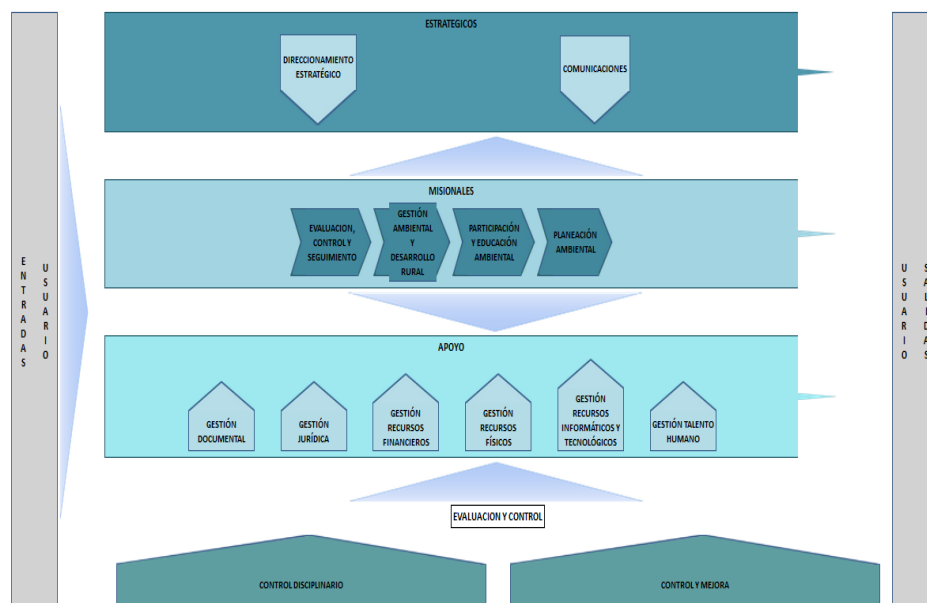 ENTRADAS
USUARIO
ESTRATEGICOS
DIRECCIONAMIENTO
ESTRATÉGICO
COMUNICACIONES
MISIONALES
EVALUACION,
CONTROL Y
SEGUIMIENTO
GESTIÓN
AMBIENTAL
Y
DESARROLLO
RURAL
PARTICIPACIÓN
Y EDUCACIÓN
AMBIENTAL
PLANEACIÓN
AMBIENTAL
APOYO
GESTIÓN
DOCUMENTAL
GESTIÓN
JURÍDICA
GESTIÓN
RECURSOS
FINANCIEROS
GESTIÓN
RECURSOS
FÍSICOS
GESTIÓN
RECURSOS
INFORMÁTICOS Y
TECNOLÓGICOS
GESTIÓN TALENTO
HUMANO
EVALUACION Y CONTROL
CONTROL DISCIPLINARIO
CONTROL Y MEJORA
USUARIO
SALIDAS